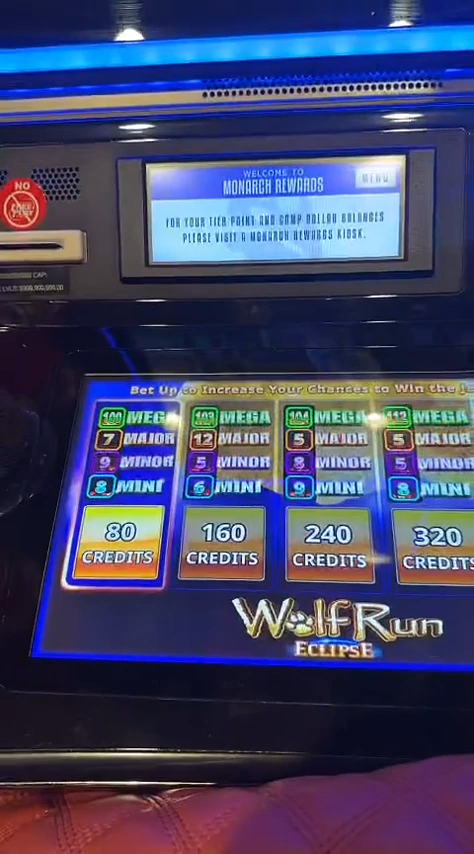 WELCOME TO
MONARCH REWARDS
MENU
FOR YOUR TIER POINT AND COMP DOLLAR BALANCES
PLEASE VISIT A MONARCH REWARDS KIOSK.
NO
Bet Up to Increase Your Chances to Win the
100 MEGA 103 MEGA 104 MEGA 112 MEGA
7 MAJOR 12 MAJOR 5 MAJOR 5 MAJOR
9 MINOR 5 MINOR 8 MINOR 5 MINOR
8 MINI 6 MINI 9 MINI 8 MINI
80 160 240 320
CREDITS CREDITS CREDITS CREDITS
Wolf Run
ECLIPSE